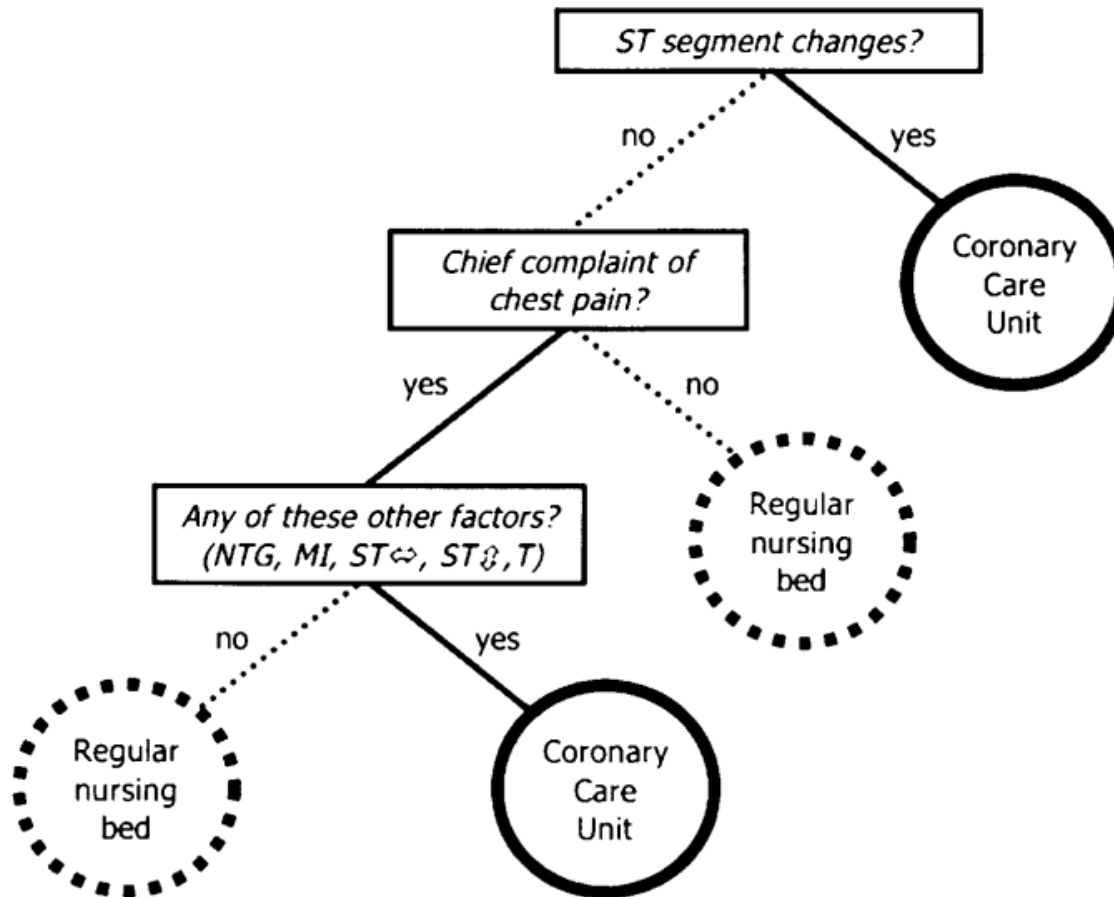 ST segment changes?
no
yes
Coronary
Care
Unit
Chief complaint of
chest pain?
yes
no
Regular
nursing
bed
Any of these other factors?
(NTG, MI, ST⇔, ST⇕, T)
no
yes
Regular
nursing
bed
Coronary
Care
Unit